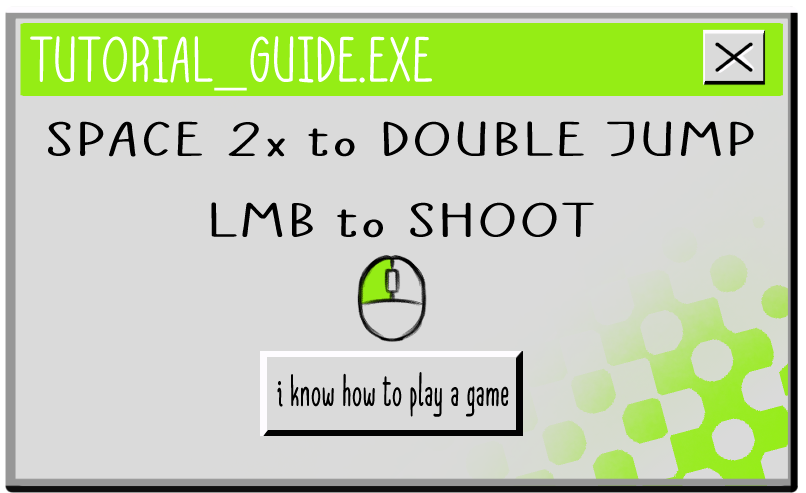 TUTORIAL_GUIDE.EXE
SPACE 2x to DOUBLE JUMP
LMB to SHOOT
i know how to play a game